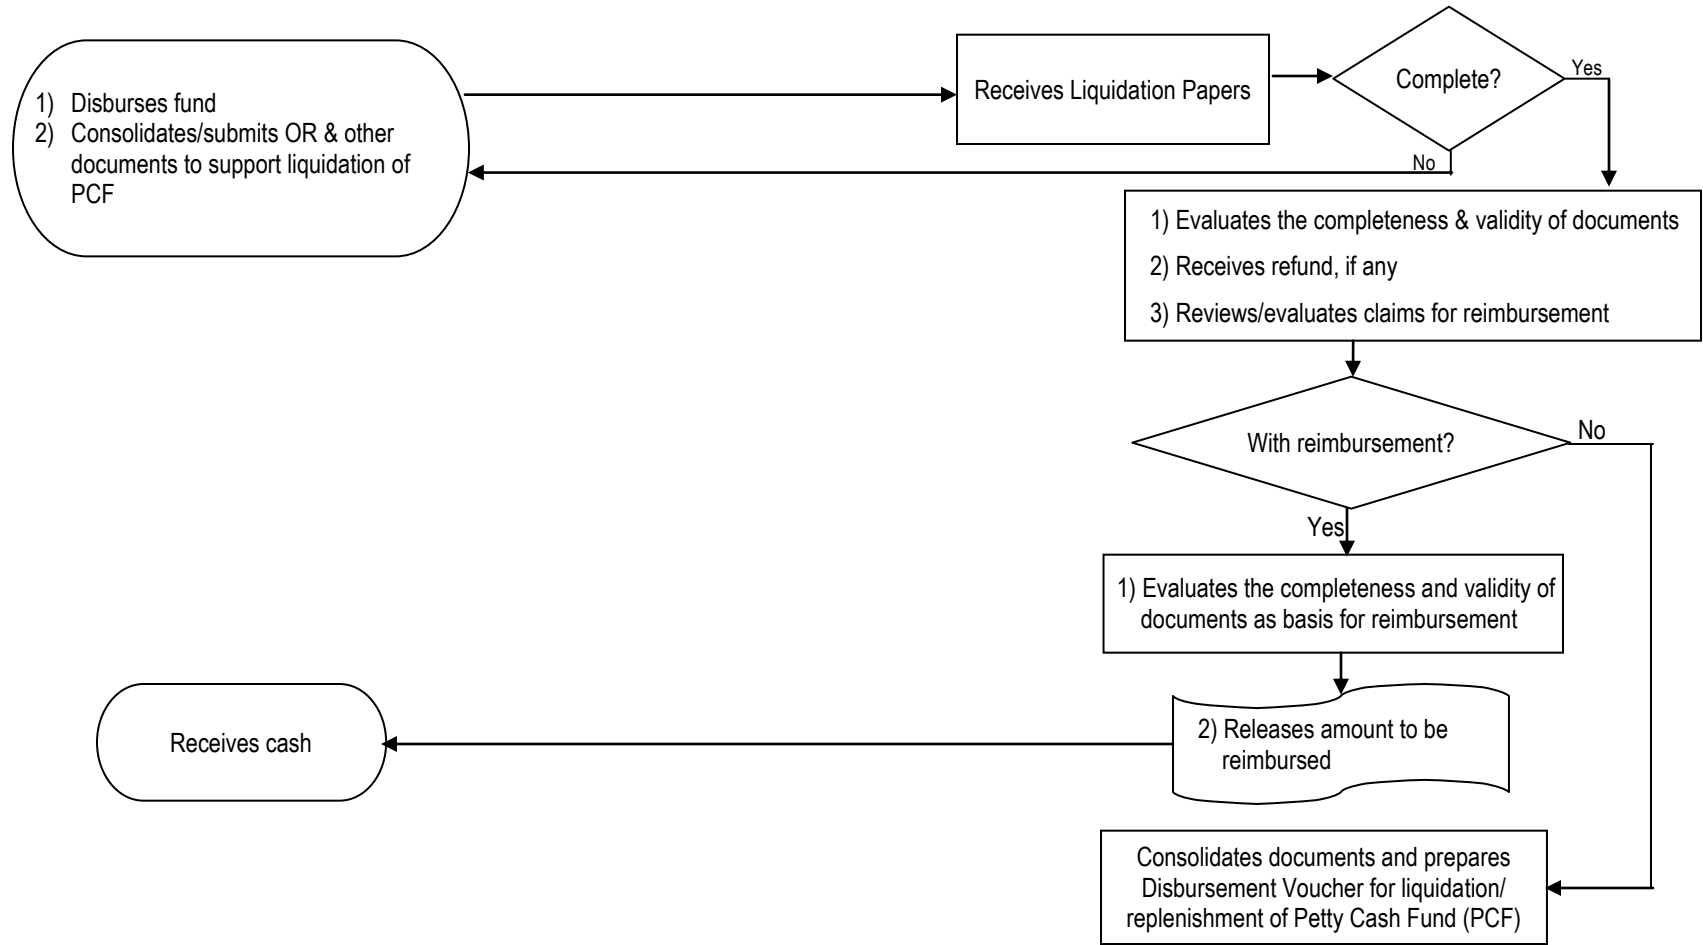 1) Disburses fund
2) Consolidates/submits OR & other
documents to support liquidation of
PCF
Receives Liquidation Papers
Complete?
Yes
No
1) Evaluates the completeness & validity of documents
2) Receives refund, if any
3) Reviews/evaluates claims for reimbursement
With reimbursement?
No
Yes
1) Evaluates the completeness and validity of
documents as basis for reimbursement
2) Releases amount to be
reimbursed
Receives cash
Consolidates documents and prepares
Disbursement Voucher for liquidation/
replenishment of Petty Cash Fund (PCF)